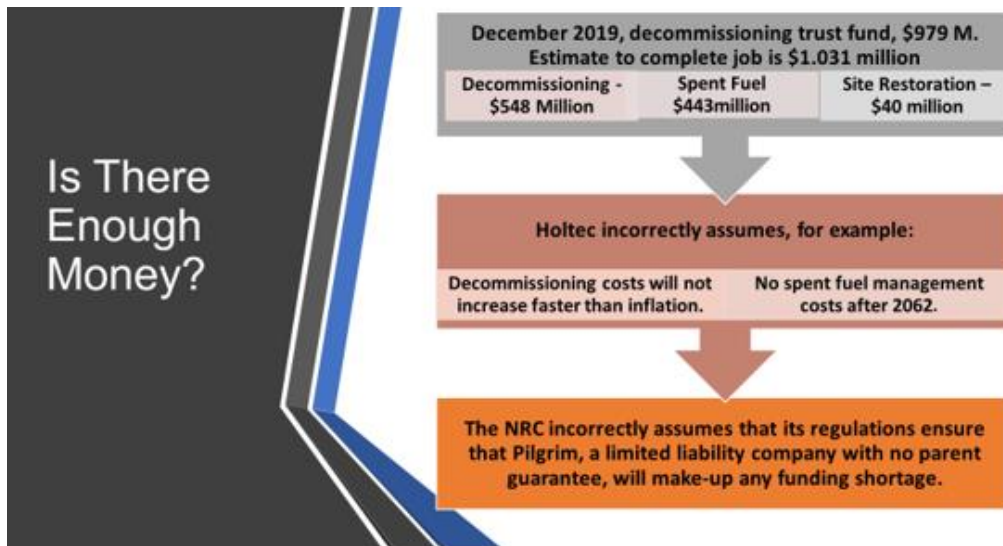 Is There
Enough
Money?
December 2019, decommissioning trust fund, $979 M.
Estimate to complete job is $1.031 million
Decommissioning -
$548 Million
Spent Fuel
$443million
Site Restoration –
$40 million
Holtec incorrectly assumes, for example:
Decommissioning costs will not
increase faster than inflation.
No spent fuel management
costs after 2062.
The NRC incorrectly assumes that its regulations ensure
that Pilgrim, a limited liability company with no parent
guarantee, will make-up any funding shortage.